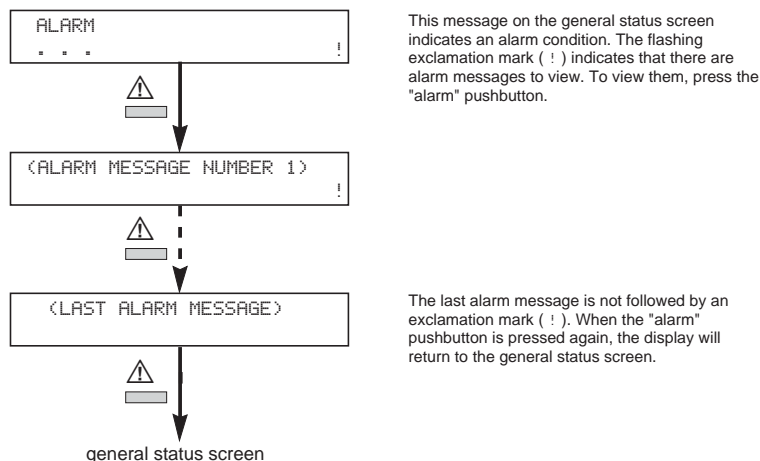 ALARM
. . . !
This message on the general status screen
indicates an alarm condition. The flashing
exclamation mark ( ! ) indicates that there are
alarm messages to view. To view them, press the
"alarm" pushbutton.
(ALARM MESSAGE NUMBER 1)
!
(LAST ALARM MESSAGE)
The last alarm message is not followed by an
exclamation mark ( ! ). When the "alarm"
pushbutton is pressed again, the display will
return to the general status screen.
general status screen